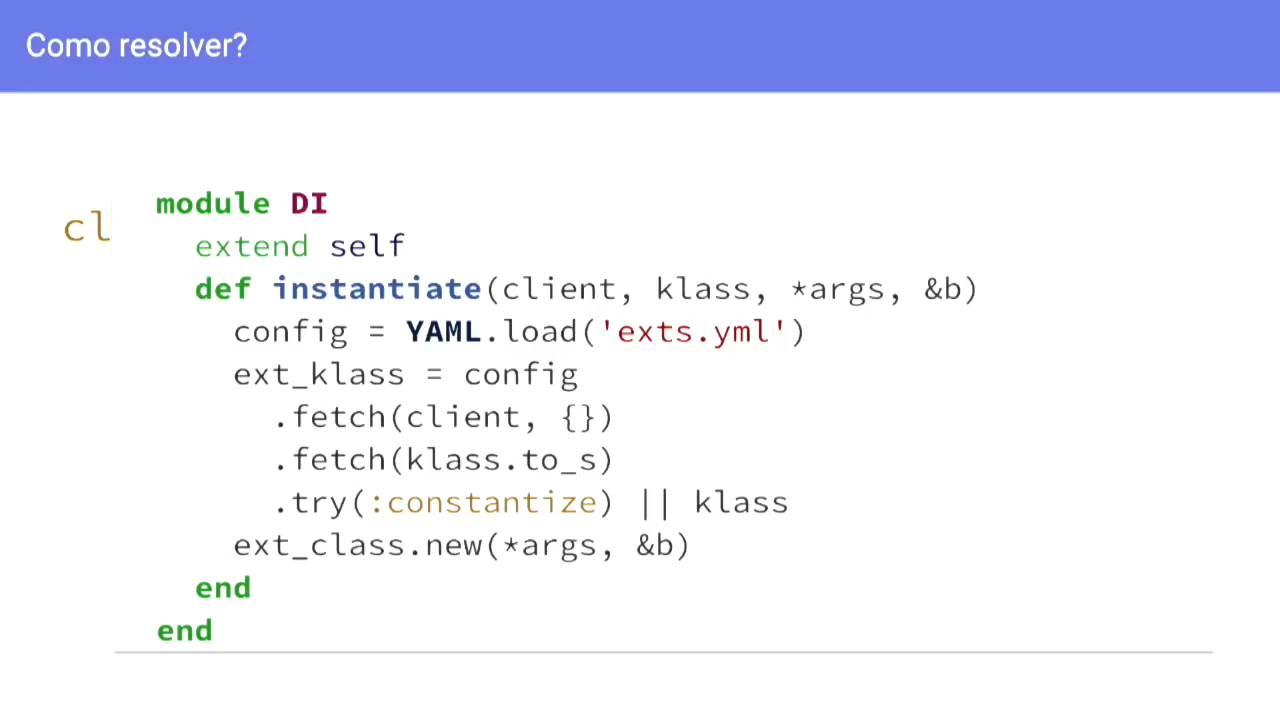 Como resolver?
cl
module DI
extend self
def instantiate(client, klass, *args, &b)
config = YAML.load('exts.yml')
ext_klass = config
.fetch(client, {})
.fetch(klass.to_s)
.try(:constantize) || klass
ext_class.new(*args, &b)
end
end